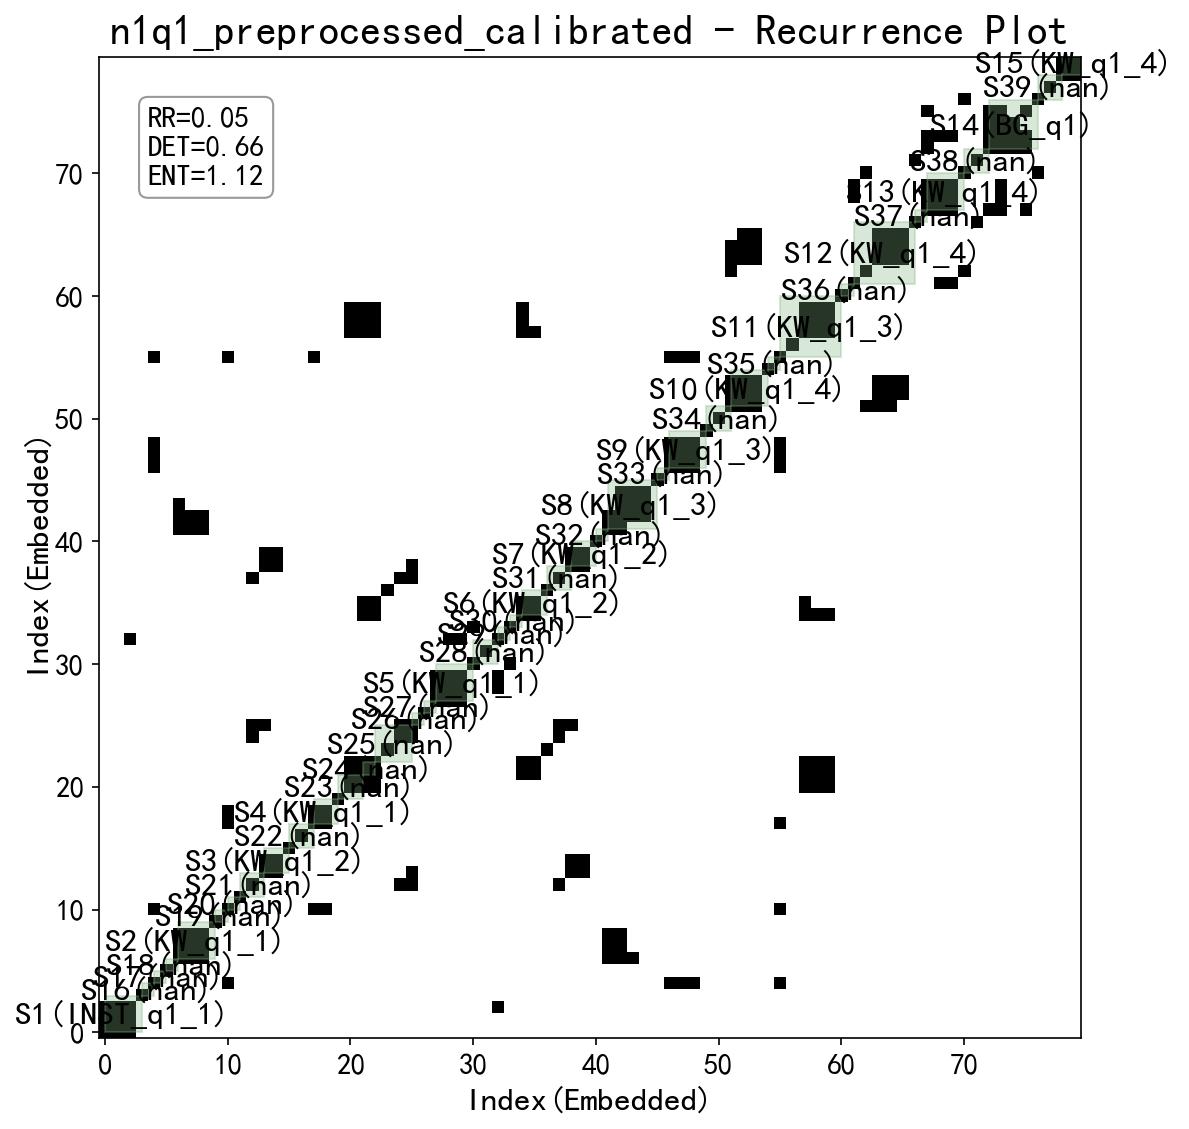 n1q1_preprocessed_calibrated - Recurrence Plot
RR=0.05
DET=0.66
ENT=1.12
S15(KW_q1_4)
S39(nan)
S14(BG_q1)
S38(nan)
S13(KW_q1_4)
S37(nan)
S12(KW_q1_4)
S36(nan)
S11(KW_q1_3)
S35(nan)
S10(KW_q1_4)
S34(nan)
S9(KW_q1_3)
S33(nan)
S8(KW_q1_3)
S32(nan)
S7(KW_q1_2)
S31(nan)
S6(KW_q1_2)
S30(nan)
S29(nan)
S28(nan)
S5(KW_q1_1)
S27(nan)
S26(nan)
S25(nan)
S24(nan)
S23(nan)
S4(KW_q1_1)
S22(nan)
S3(KW_q1_2)
S21(nan)
S20(nan)
S19(nan)
S2(KW_q1_1)
S18(nan)
S17(nan)
S16(nan)
S1(INST_q1_1)
70
60
50
40
30
20
10
0
Index(Embedded)
0 10 20 30 40 50 60 70
Index(Embedded)